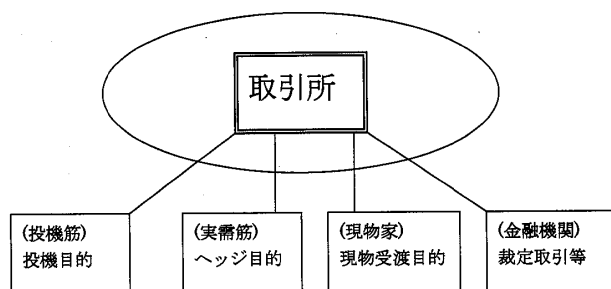 取引所
(投機筋)
投機目的
(実需筋)
ヘッジ目的
(現物家)
現物受渡目的
(金融機関)
裁定取引等